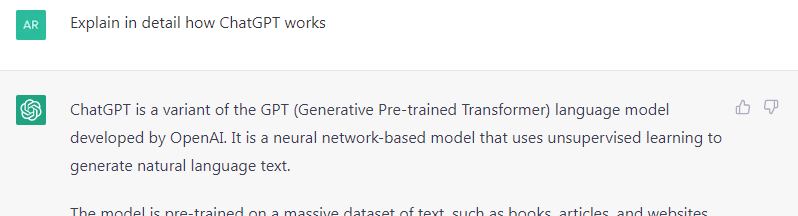 AR
Explain in detail how ChatGPT works
ChatGPT is a variant of the GPT (Generative Pre-trained Transformer) language model
developed by OpenAI. It is a neural network-based model that uses unsupervised learning to
generate natural language text.
The model is pre-trained on a massive dataset of text, such as books, articles, and websites